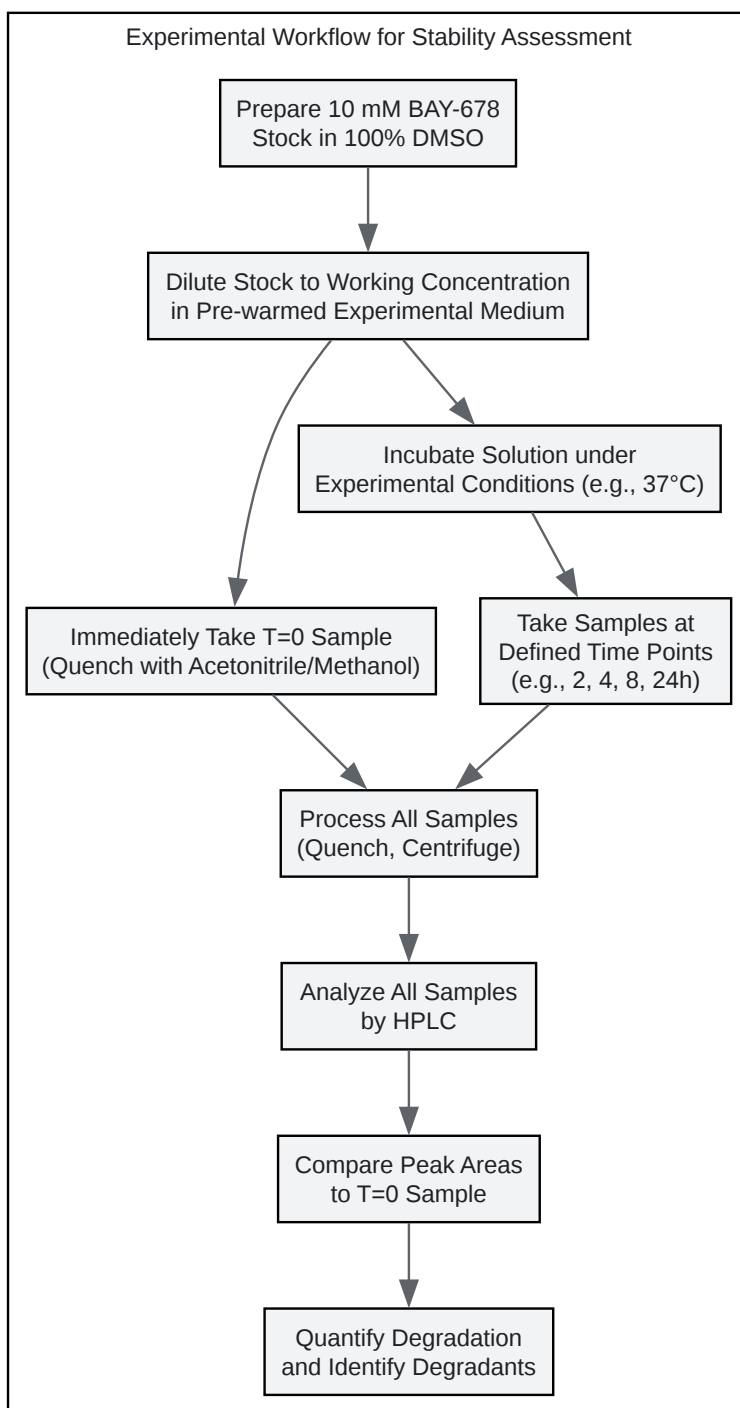 Experimental Workflow for Stability Assessment
Prepare 10 mM BAY-678
Stock in 100% DMSO
Dilute Stock to Working Concentration
in Pre-warmed Experimental Medium
Incubate Solution under
Experimental Conditions (e.g., 37°C)
Immediately Take T=0 Sample
(Quench with Acetonitrile/Methanol)
Take Samples at
Defined Time Points
(e.g., 2, 4, 8, 24h)
Process All Samples
(Quench, Centrifuge)
Analyze All Samples
by HPLC
Compare Peak Areas
to T=0 Sample
Quantify Degradation
and Identify Degradants